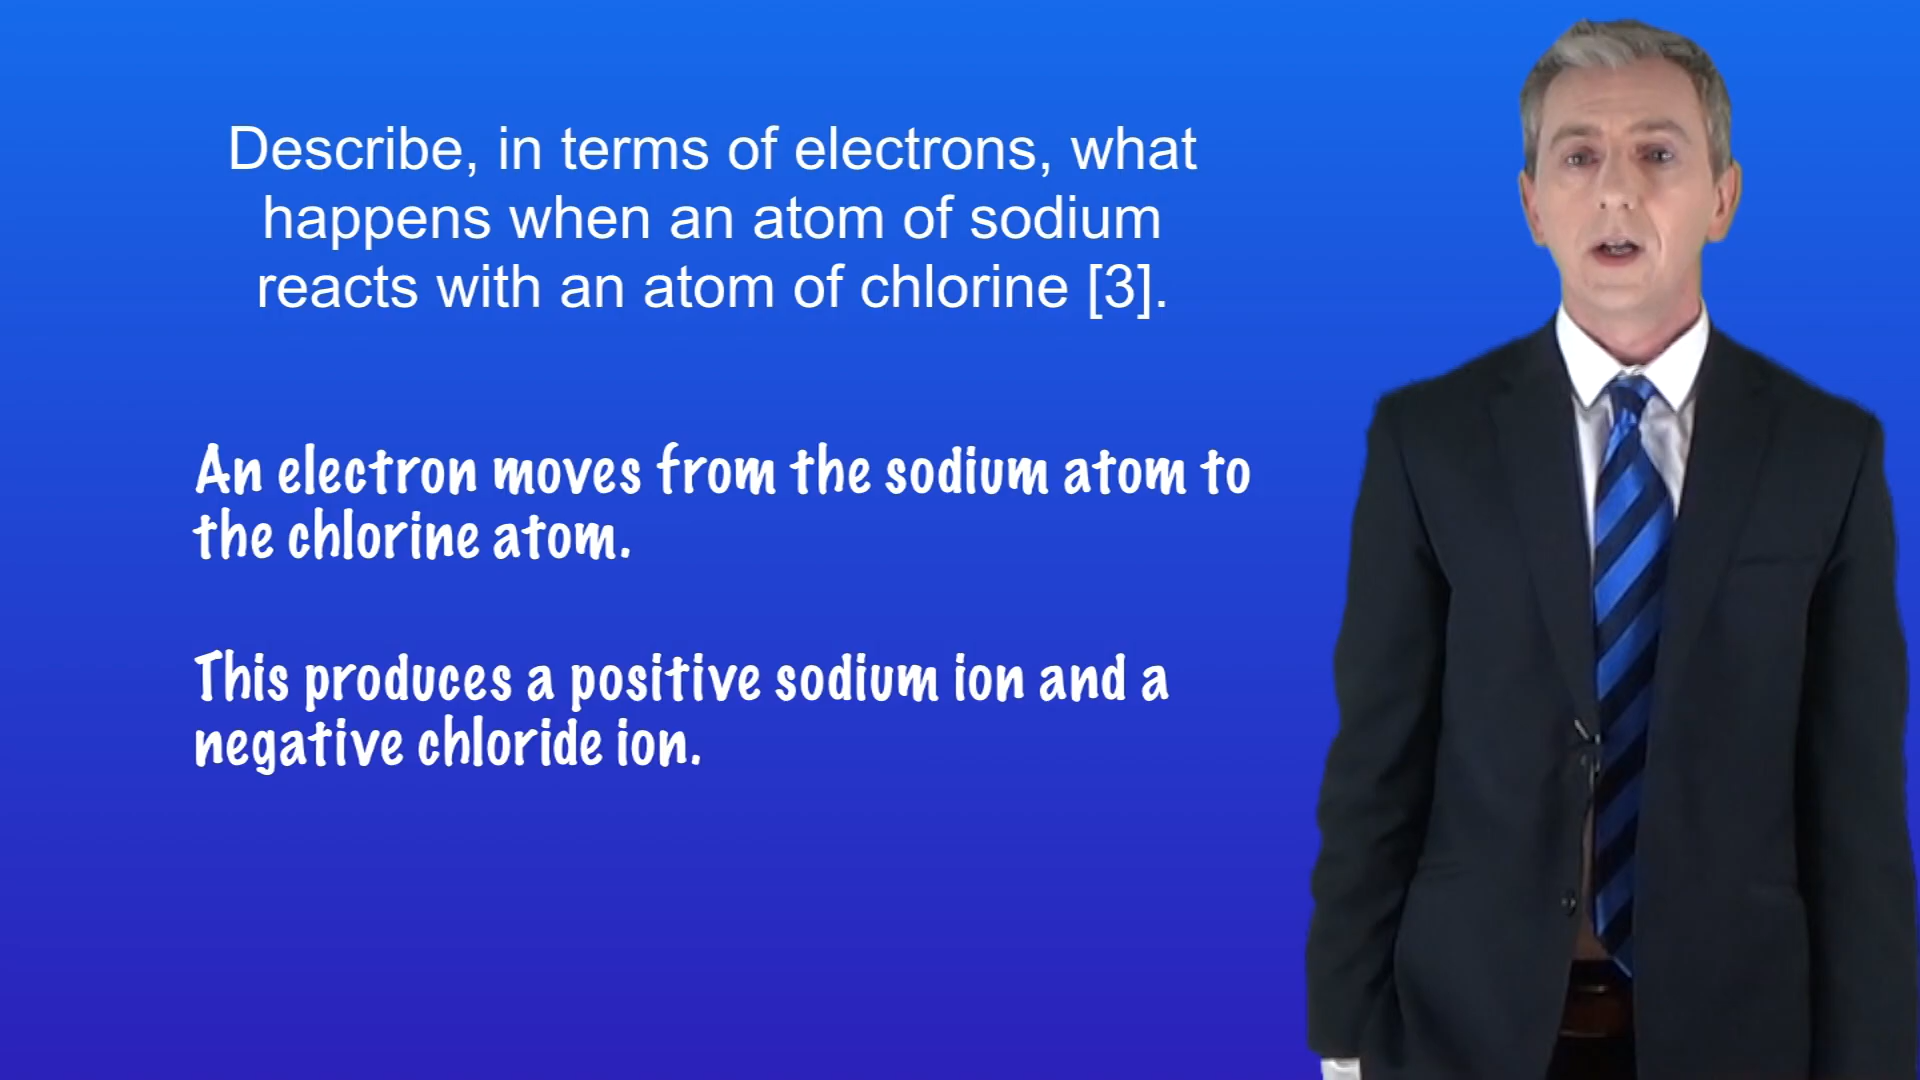 Describe, in terms of electrons, what
happens when an atom of sodium
reacts with an atom of chlorine [3].
An electron moves from the sodium atom to
the chlorine atom.
This produces a positive sodium ion and a
negative chloride ion.